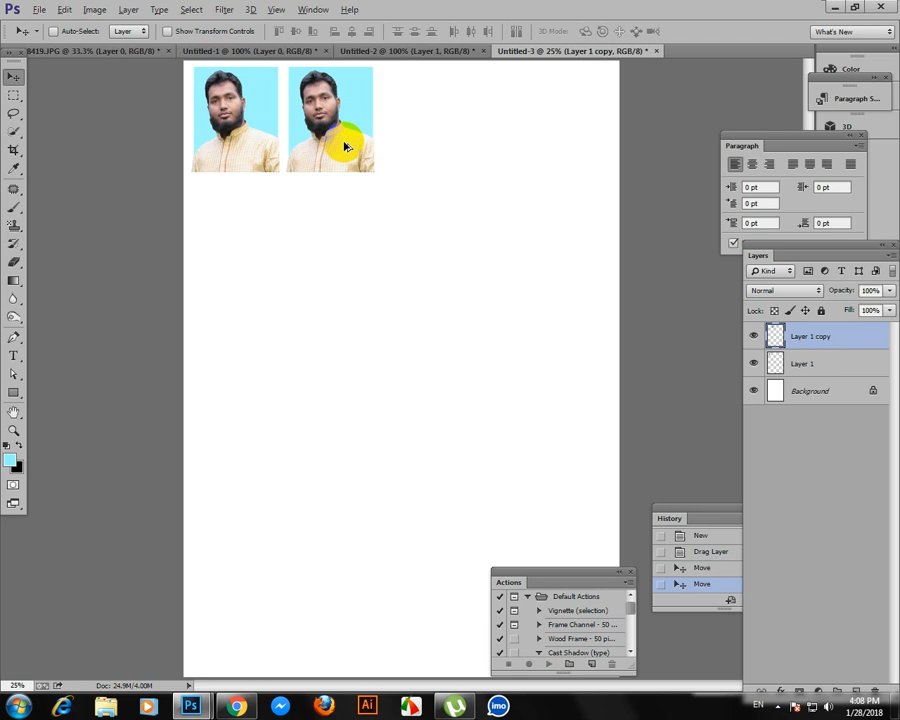 Ps File Edit Image Layer Type Select Filter 3D View Window Help
Auto-Select: Layer Show Transform Controls 3D Mode: What's New
8419.JPG @ 33.3% (Layer 0, RGB/8) * × Untitled-1 @ 100% (Layer 0, RGB/8) * × Untitled-2 @ 100% (Layer 1, RGB/8) * × Untitled-3 @ 25% (Layer 1 copy, RGB/8) * ×
Color
Paragraph S...
3D
Paragraph
0 pt 0 pt
0 pt
0 pt 0 pt
Layers
Kind
Normal Opacity: 100%
Lock: Fill: 100%
Layer 1 copy
Layer 1
Background
History
New
Drag Layer
Move
Move
Actions
Default Actions
Vignette (selection)
Frame Channel - 50 ...
Wood Frame - 50 pi...
Cast Shadow (type)
25% Doc: 24.9M/4.00M
Ps Ai imo EN 4:08 PM
1/28/2018